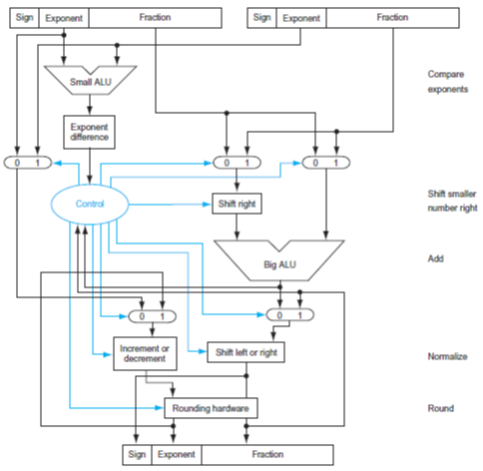 Sign Exponent Fraction Sign Exponent Fraction
Small ALU
Compare
exponents
Exponent
difference
0 1 0 1 0 1
Control
Shift right
Shift smaller
number right
Big ALU
Add
0 1 0 1
Increment or
decrement
Shift left or right
Normalize
Rounding hardware
Round
Sign Exponent Fraction